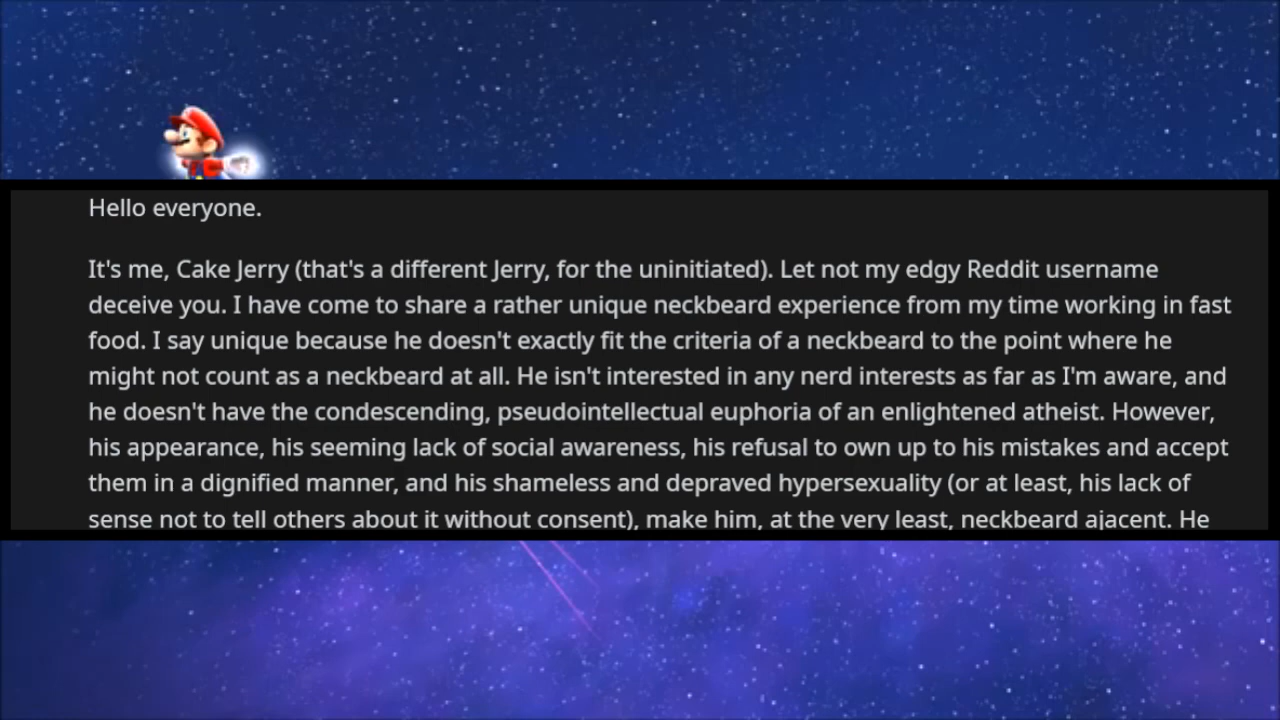 Hello everyone.
It's me, Cake Jerry (that's a different Jerry, for the uninitiated). Let not my edgy Reddit username
deceive you. I have come to share a rather unique neckbeard experience from my time working in fast
food. I say unique because he doesn't exactly fit the criteria of a neckbeard to the point where he
might not count as a neckbeard at all. He isn't interested in any nerd interests as far as I'm aware, and
he doesn't have the condescending, pseudointellectual euphoria of an enlightened atheist. However,
his appearance, his seeming lack of social awareness, his refusal to own up to his mistakes and accept
them in a dignified manner, and his shameless and depraved hypersexuality (or at least, his lack of
sense not to tell others about it without consent), make him, at the very least, neckbeard ajacent. He